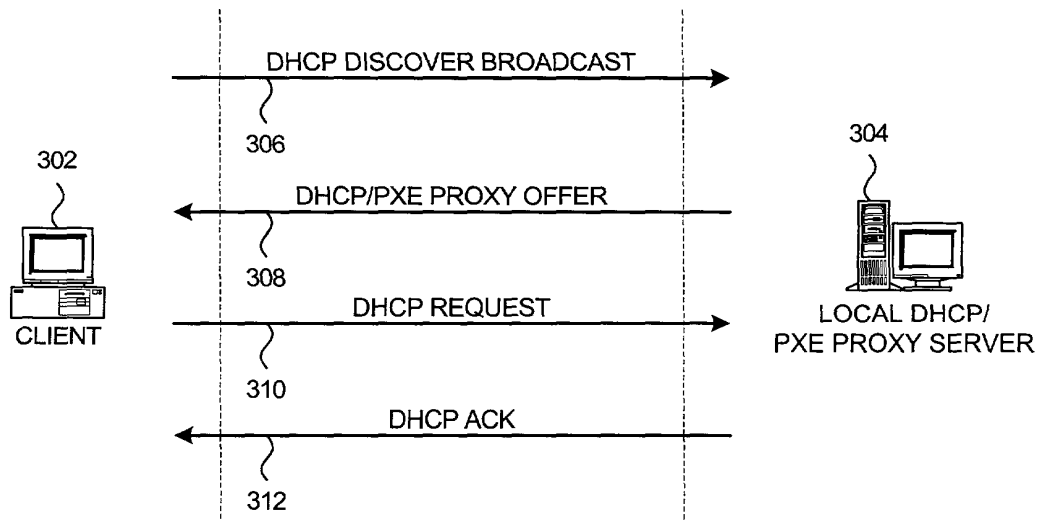 DHCP DISCOVER BROADCAST
306
304
302
DHCP/PXE PROXY OFFER
308
DHCP REQUEST
CLIENT
LOCAL DHCP/
PXE PROXY SERVER
310
DHCP ACK
312